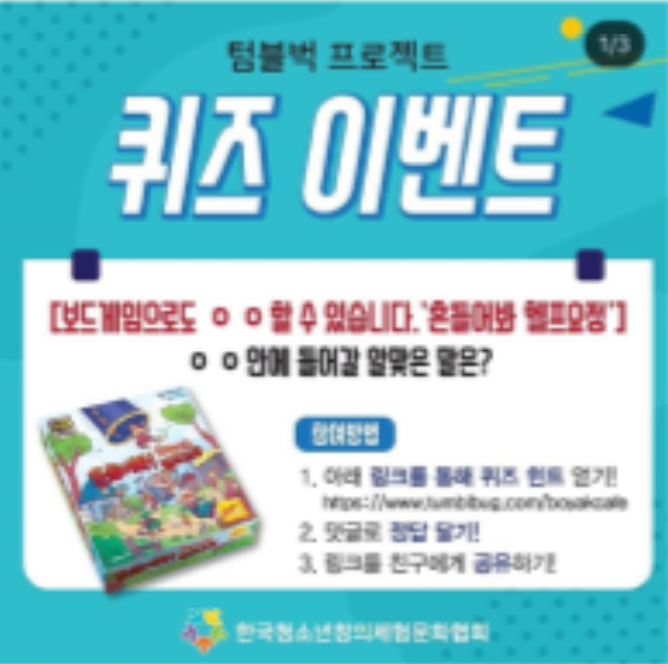 텀블벅 프로젝트
1/3
퀴즈 이벤트
[보드게임으로도 ㅇㅇ 할 수 있습니다.'흔들어봐 헬프요정']
ㅇㅇ 안에 들어갈 알맞은 말은?
참여방법
1. 아래 링크를 통해 퀴즈 힌트 얻기!
2. 댓글로 정답 달기!
3. 링크를 친구에게 공유하기!
한국청소년창의체험문화협회